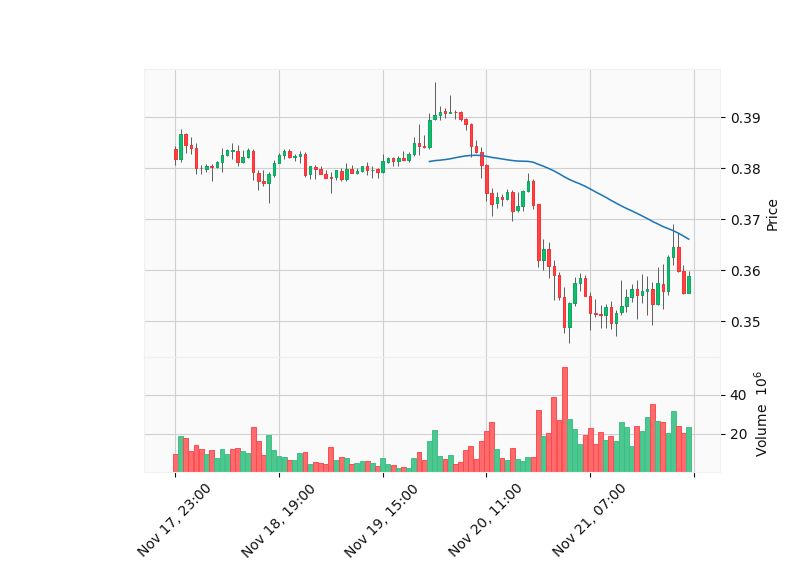 0.39
0.38
0.37
0.36
0.35
Price
40
20
Volume 10^6
Nov 17, 23:00
Nov 18, 19:00
Nov 19, 15:00
Nov 20, 11:00
Nov 21, 07:00